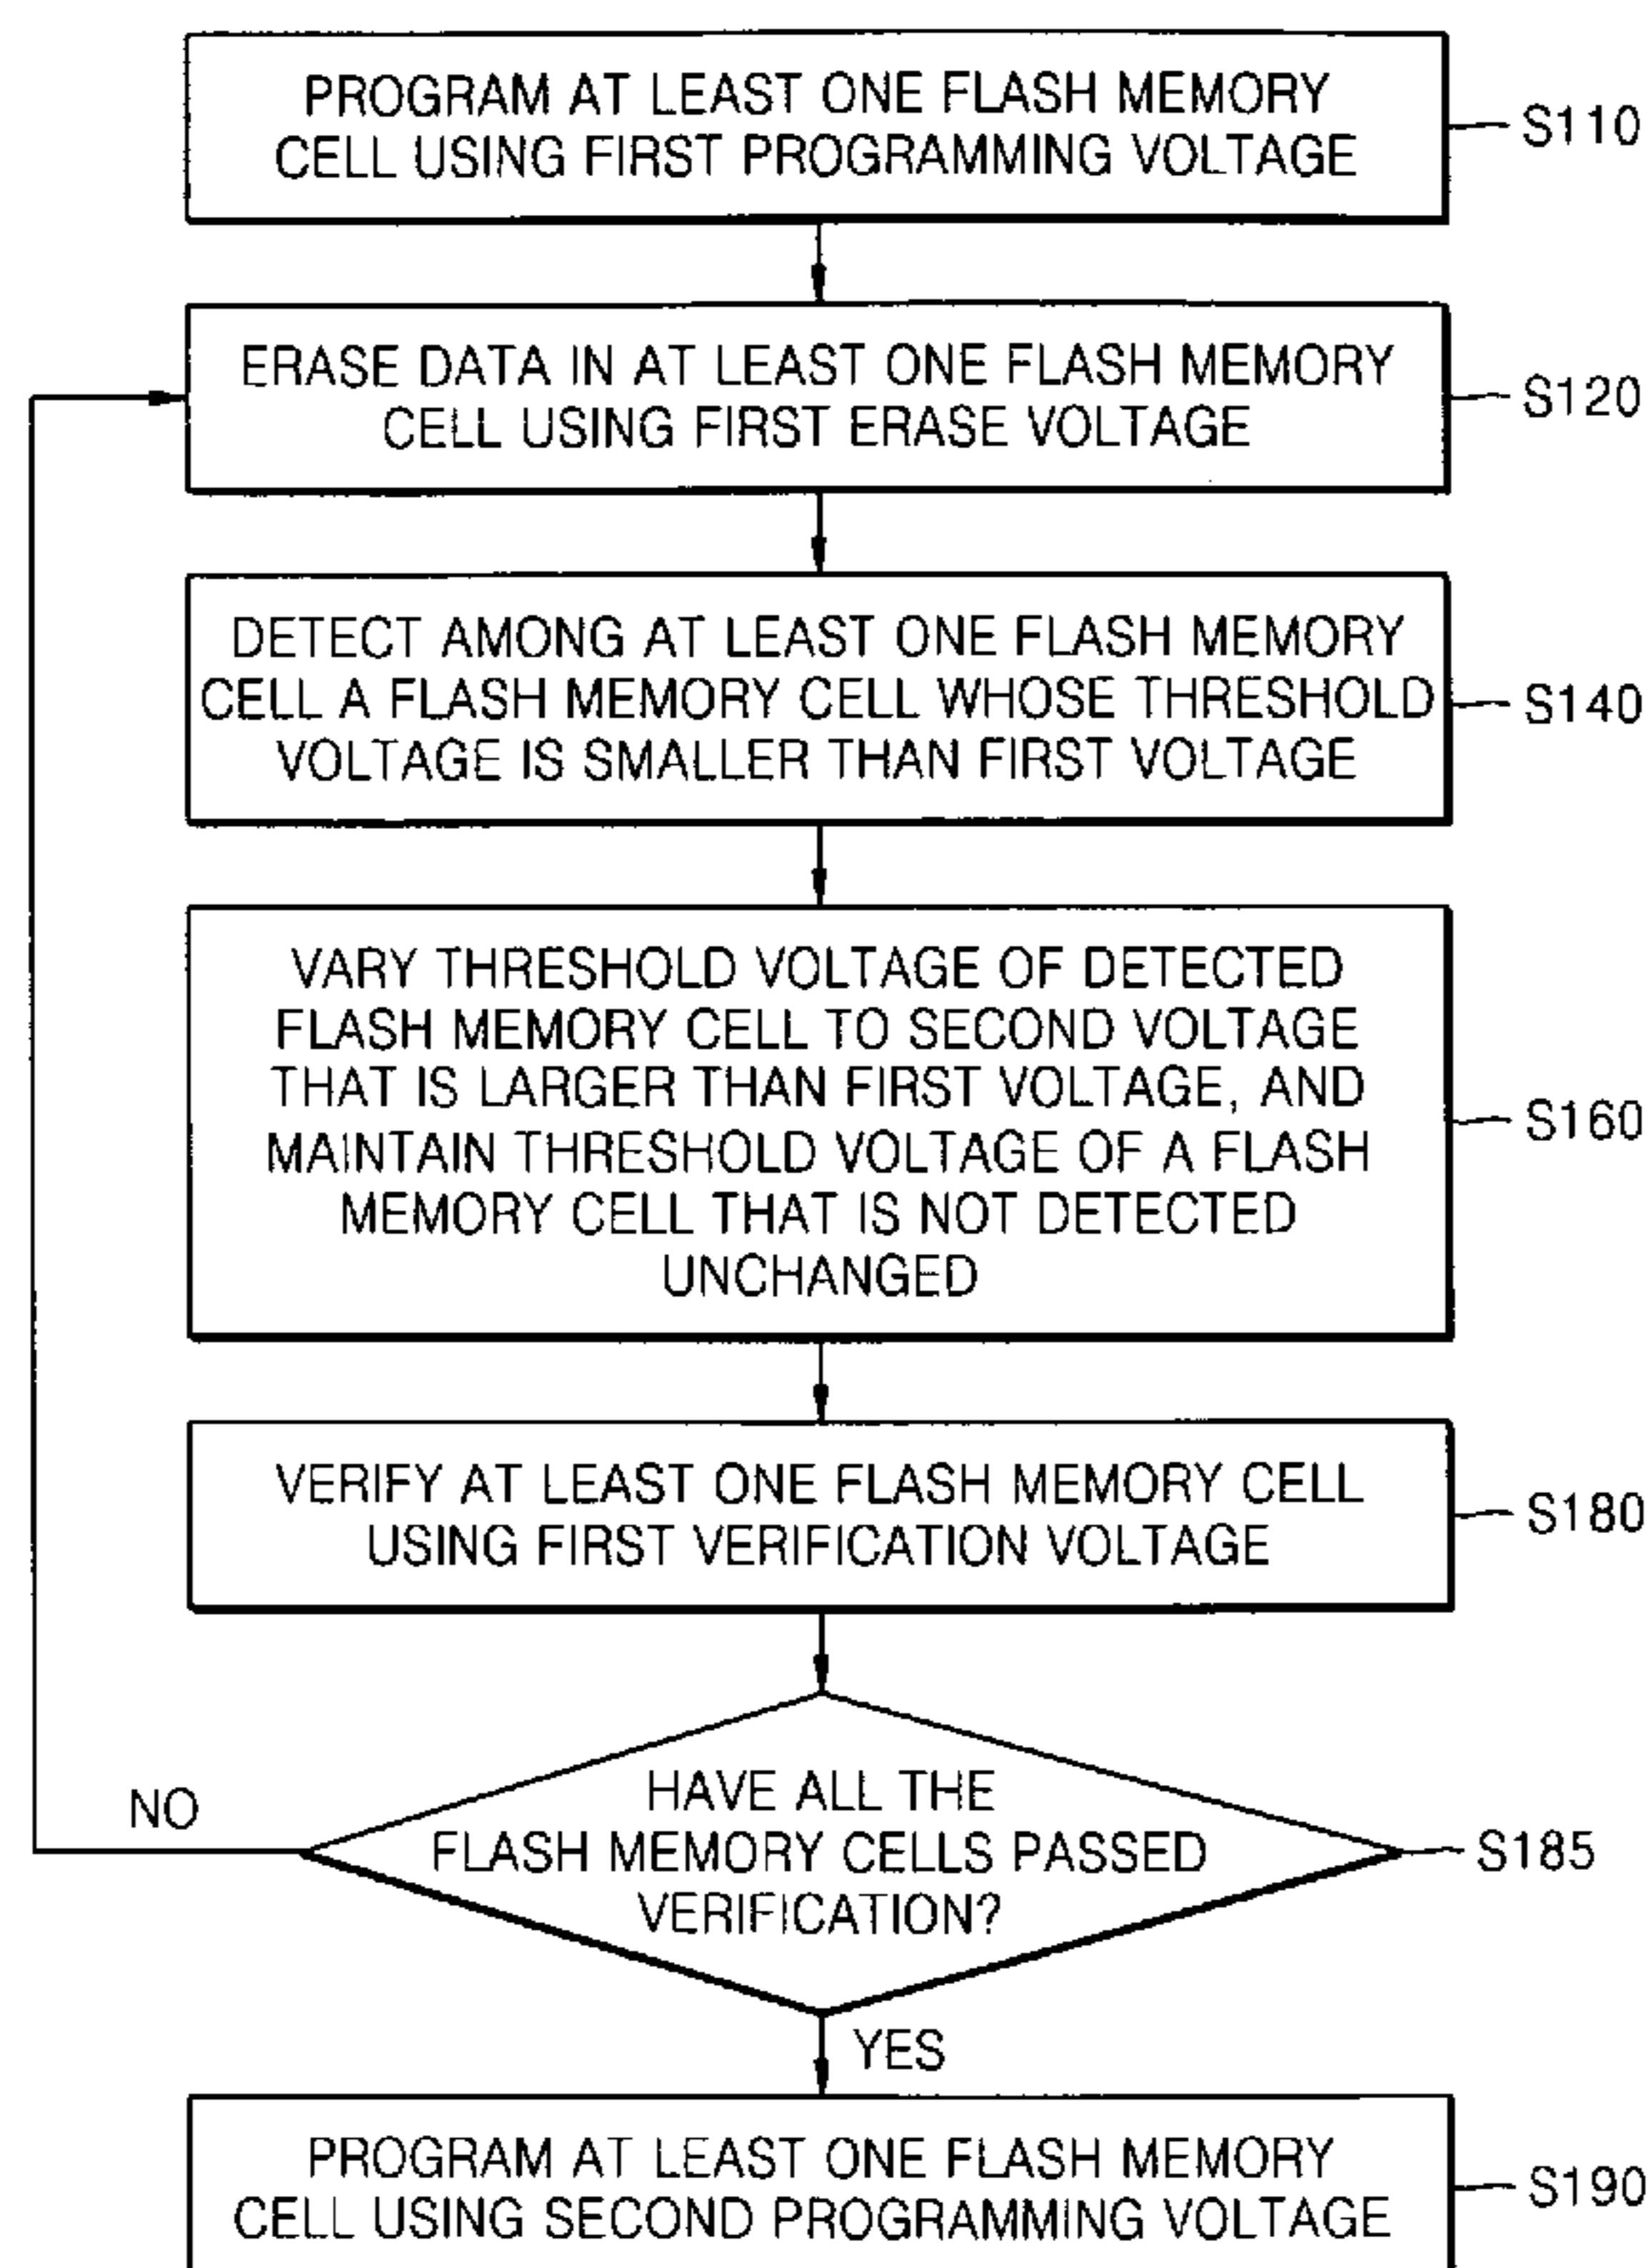 PROGRAM AT LEAST ONE FLASH MEMORY
CELL USING FIRST PROGRAMMING VOLTAGE
S110
ERASE DATA IN AT LEAST ONE FLASH MEMORY
CELL USING FIRST ERASE VOLTAGE
S120
DETECT AMONG AT LEAST ONE FLASH MEMORY
CELL A FLASH MEMORY CELL WHOSE THRESHOLD
VOLTAGE IS SMALLER THAN FIRST VOLTAGE
S140
VARY THRESHOLD VOLTAGE OF DETECTED
FLASH MEMORY CELL TO SECOND VOLTAGE
THAT IS LARGER THAN FIRST VOLTAGE, AND
MAINTAIN THRESHOLD VOLTAGE OF A FLASH
MEMORY CELL THAT IS NOT DETECTED
UNCHANGED
S160
VERIFY AT LEAST ONE FLASH MEMORY CELL
USING FIRST VERIFICATION VOLTAGE
S180
HAVE ALL THE
FLASH MEMORY CELLS PASSED
VERIFICATION?
S185
NO
YES
PROGRAM AT LEAST ONE FLASH MEMORY
CELL USING SECOND PROGRAMMING VOLTAGE
S190